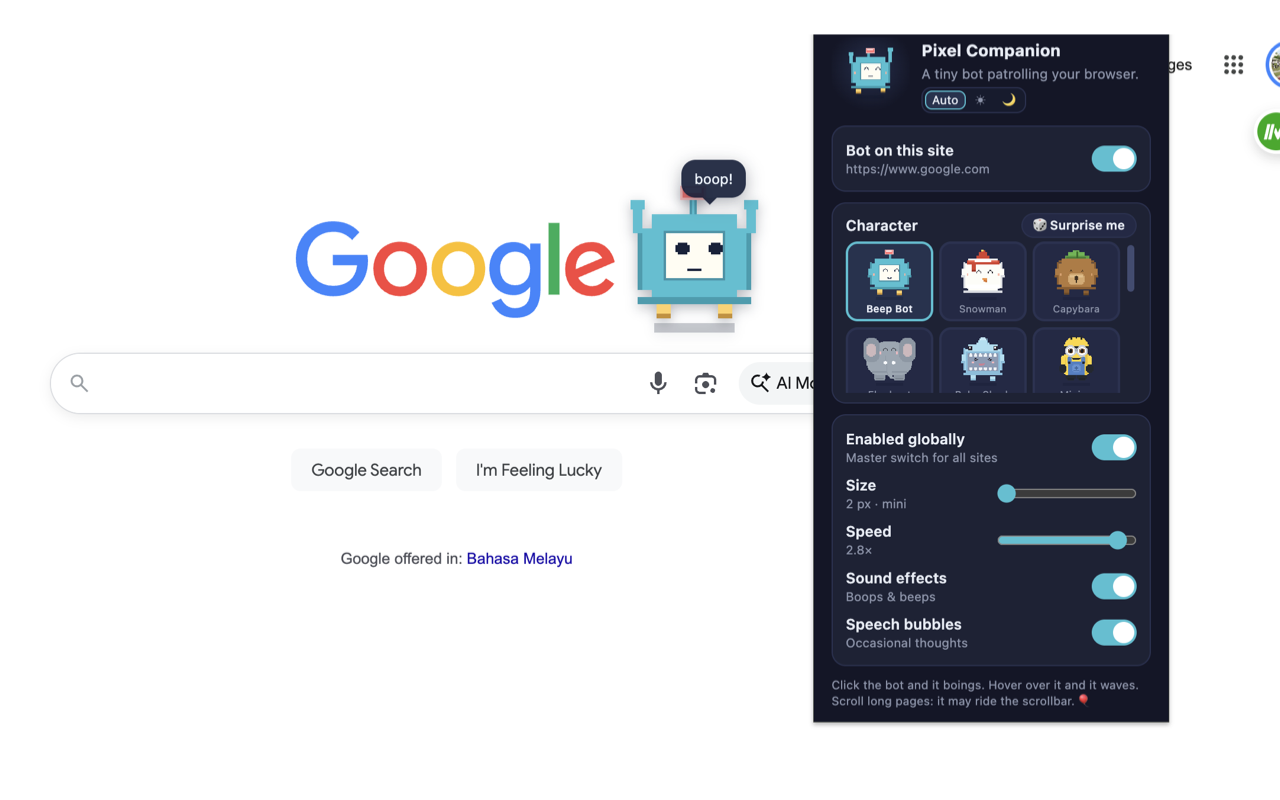 Pixel Companion
A tiny bot patrolling your browser.
Auto
Bot on this site
https://www.google.com
boop!
Google
Character
Surprise me
Beep Bot
Snowman
Capybara
AI
Google Search
I'm Feeling Lucky
Google offered in: Bahasa Melayu
Enabled globally
Master switch for all sites
Size
2 px · mini
Speed
2.8×
Sound effects
Boops & beeps
Speech bubbles
Occasional thoughts
Click the bot and it boings. Hover over it and it waves.
Scroll long pages: it may ride the scrollbar.